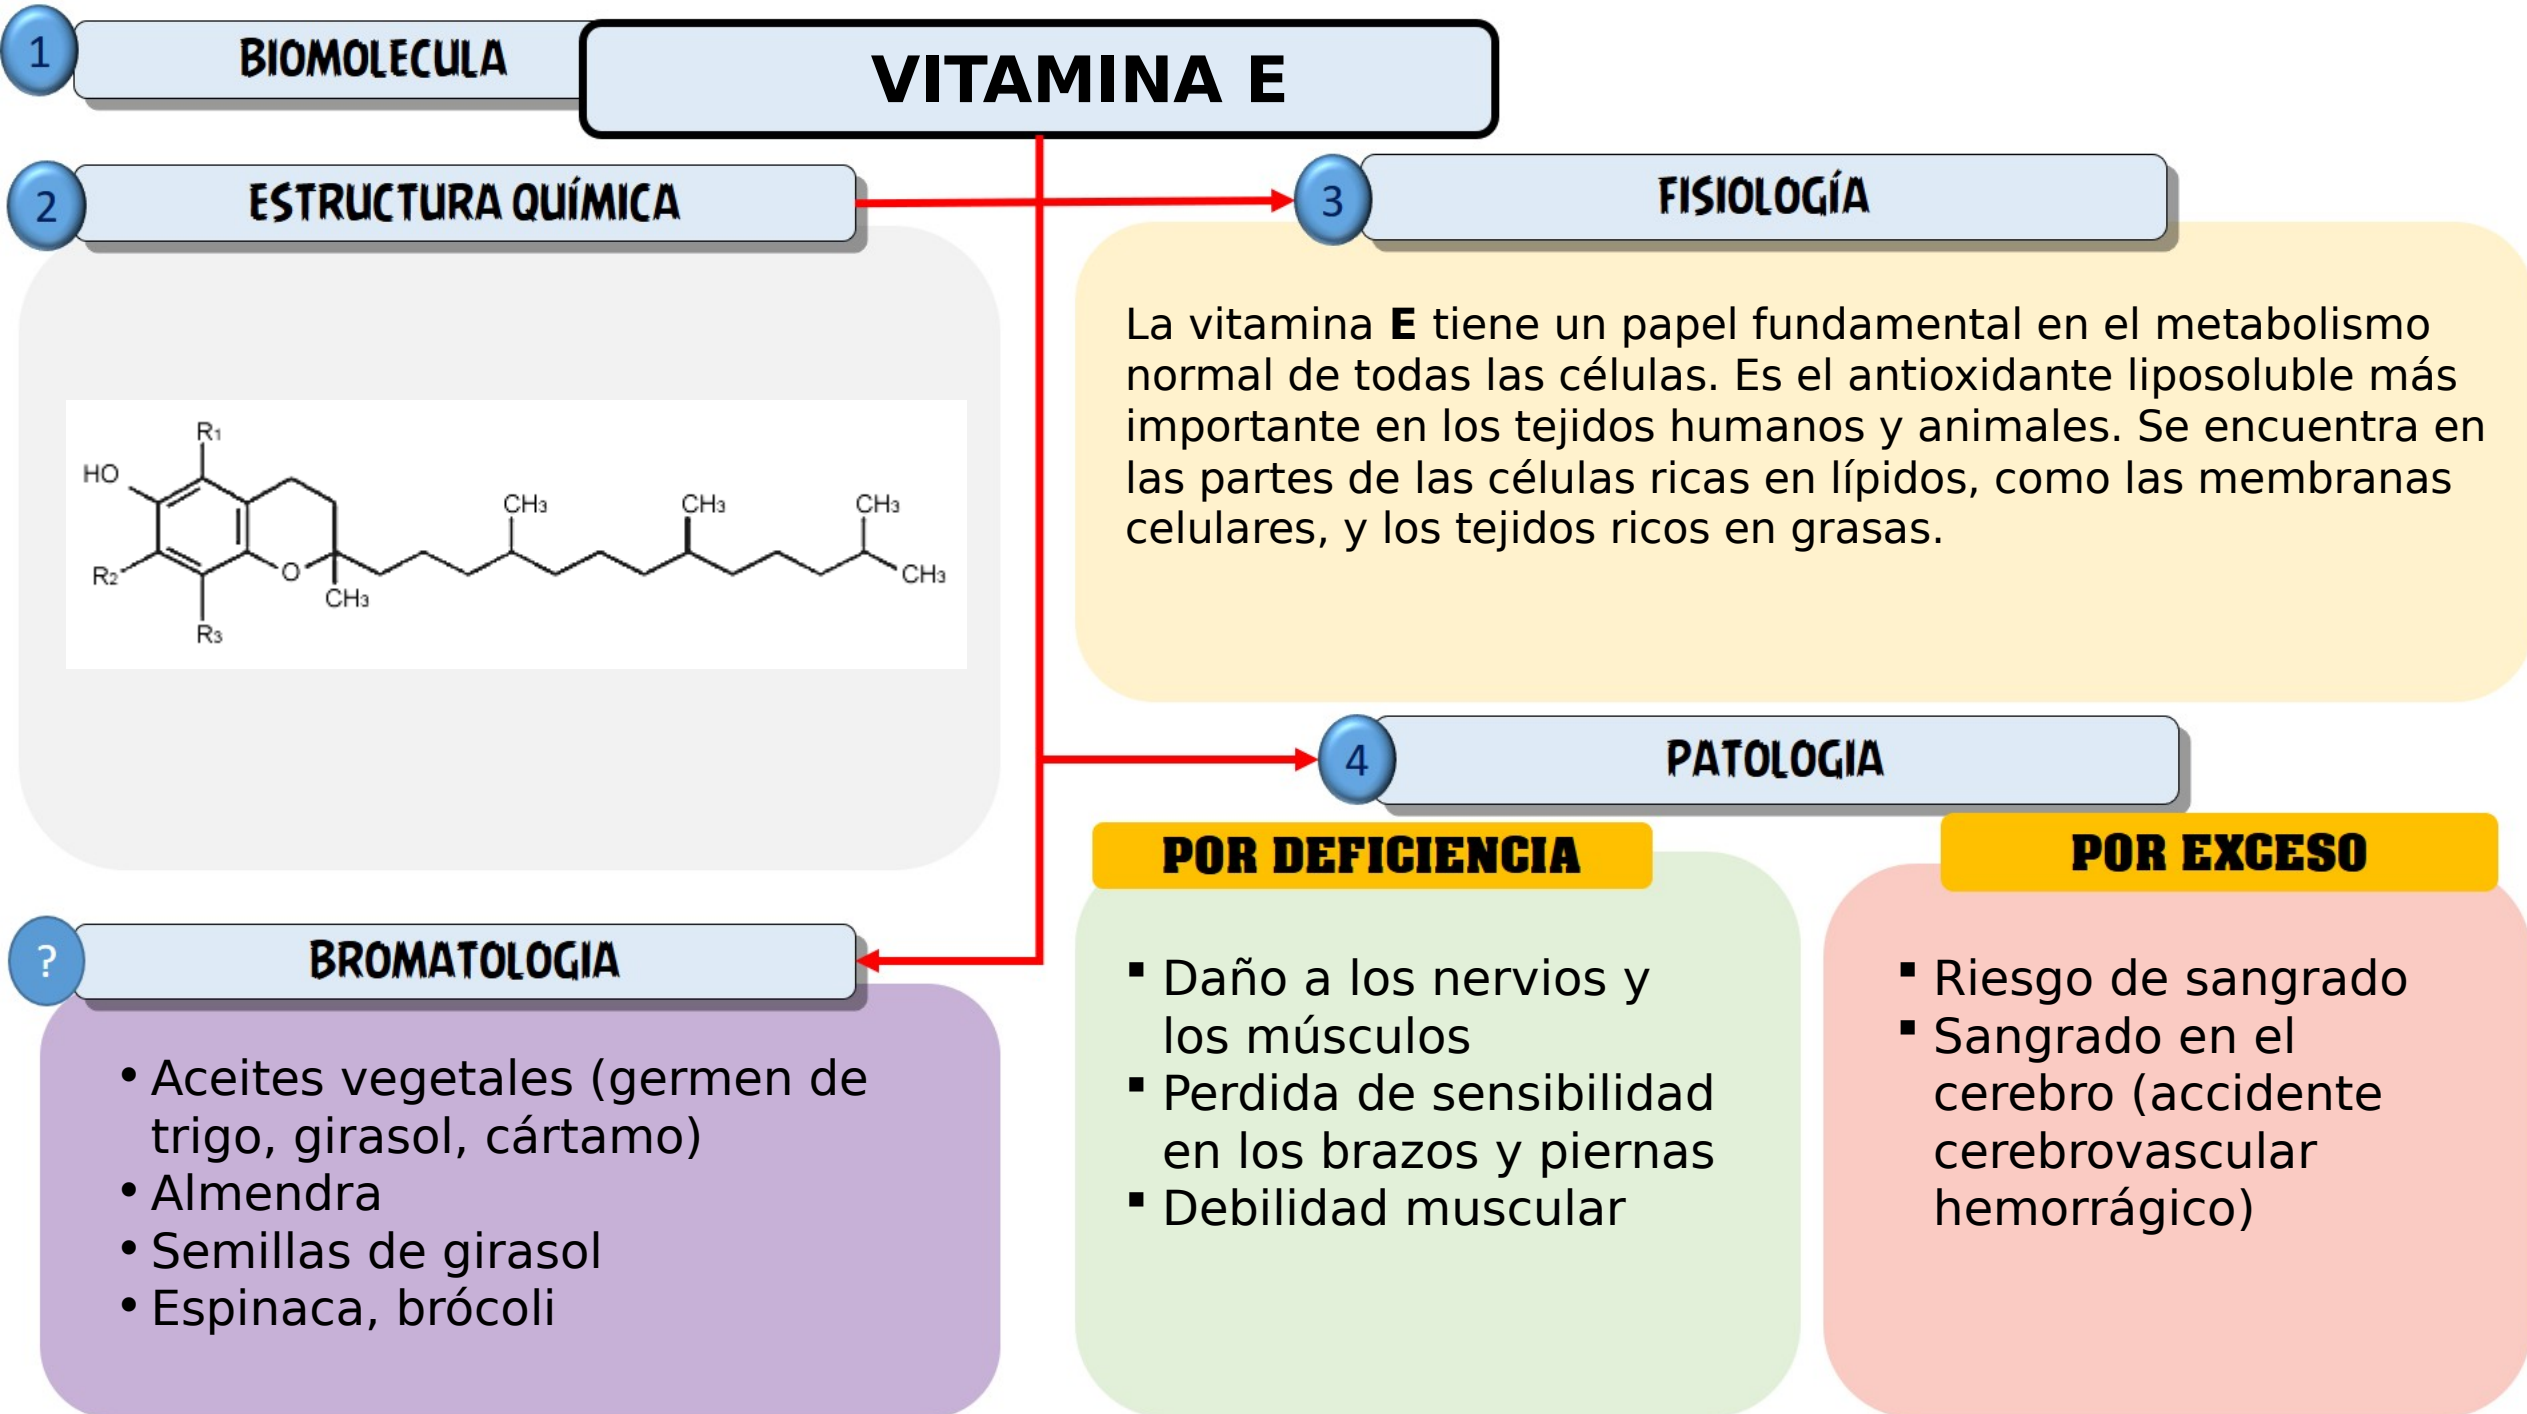 1
BIOMOLECULA
VITAMINA E
2
ESTRUCTURA QUÍMICA
R1
HO
CH3
CH3
CH3
R2
O
CH3
CH3
R3
3
FISIOLOGÍA
La vitamina E tiene un papel fundamental en el metabolismo
normal de todas las células. Es el antioxidante liposoluble más
importante en los tejidos humanos y animales. Se encuentra en
las partes de las células ricas en lípidos, como las membranas
celulares, y los tejidos ricos en grasas.
4
PATOLOGIA
POR DEFICIENCIA
▪ Daño a los nervios y
los músculos
▪ Perdida de sensibilidad
en los brazos y piernas
▪ Debilidad muscular
POR EXCESO
▪ Riesgo de sangrado
▪ Sangrado en el
cerebro (accidente
cerebrovascular
hemorrágico)
?
BROMATOLOGIA
• Aceites vegetales (germen de
trigo, girasol, cártamo)
• Almendra
• Semillas de girasol
• Espinaca, brócoli